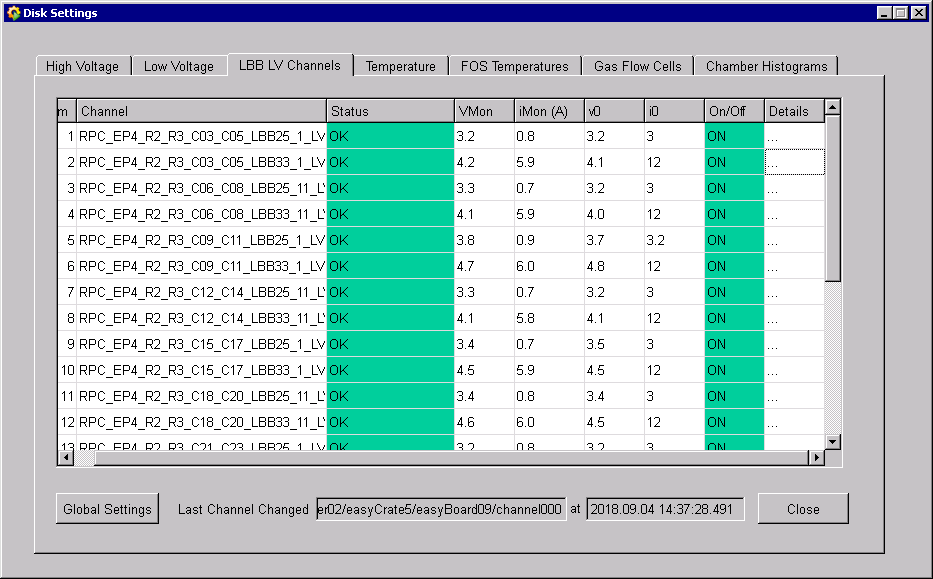 Disk Settings
High Voltage Low Voltage LBB LV Channels Temperature FOS Temperatures Gas Flow Cells Chamber Histograms
m Channel Status VMon iMon (A) v0 i0 On/Off Details
1 RPC_EP4_R2_R3_C03_C05_LBB25_1_LV OK 3.2 0.8 3.2 3 ON ...
2 RPC_EP4_R2_R3_C03_C05_LBB33_1_LV OK 4.2 5.9 4.1 12 ON ...
3 RPC_EP4_R2_R3_C06_C08_LBB25_11_L OK 3.3 0.7 3.2 3 ON ...
4 RPC_EP4_R2_R3_C06_C08_LBB33_11_L OK 4.1 5.9 4.0 12 ON ...
5 RPC_EP4_R2_R3_C09_C11_LBB25_1_LV OK 3.8 0.9 3.7 3.2 ON ...
6 RPC_EP4_R2_R3_C09_C11_LBB33_1_LV OK 4.7 6.0 4.8 12 ON ...
7 RPC_EP4_R2_R3_C12_C14_LBB25_11_L OK 3.3 0.7 3.2 3 ON ...
8 RPC_EP4_R2_R3_C12_C14_LBB33_11_L OK 4.1 5.8 4.1 12 ON ...
9 RPC_EP4_R2_R3_C15_C17_LBB25_1_LV OK 3.4 0.7 3.5 3 ON ...
10 RPC_EP4_R2_R3_C15_C17_LBB33_1_LV OK 4.5 5.9 4.5 12 ON ...
11 RPC_EP4_R2_R3_C18_C20_LBB25_11_L OK 3.4 0.8 3.4 3 ON ...
12 RPC_EP4_R2_R3_C18_C20_LBB33_11_L OK 4.6 6.0 4.5 12 ON ...
13 RPC_EP4_R2_R3_C21_C23_LBB25_1_LV OK 3.2 0.8 3.2 3 ON ...
Global Settings Last Channel Changed er02/easyCrate5/easyBoard09/channel000 at 2018.09.04 14:37:28.491 Close